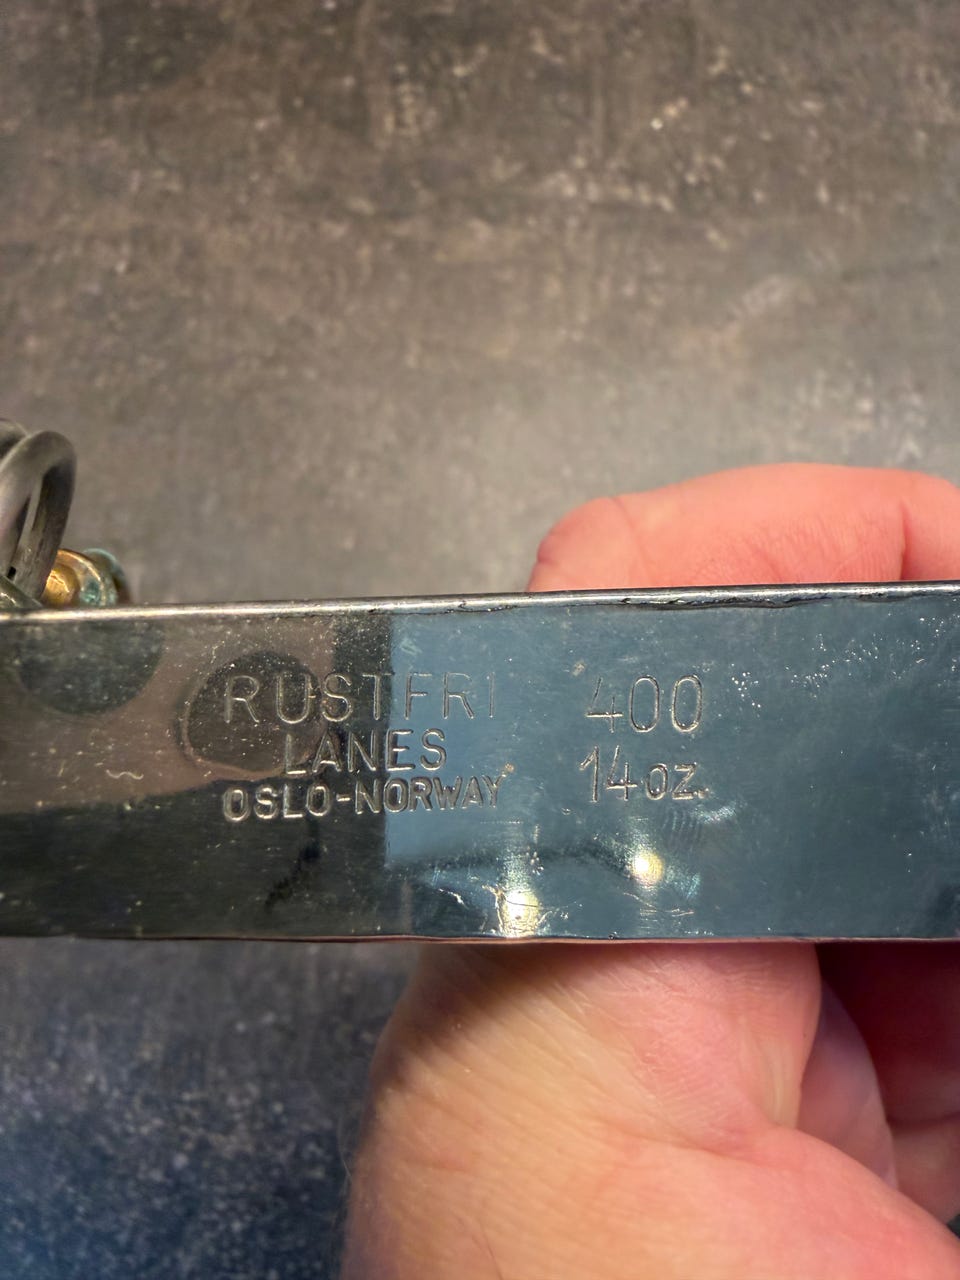 RUSTFRI 400
LANES 14oz.
OSLO-NORWAY